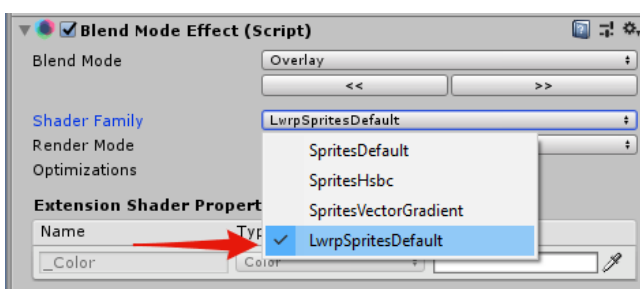 Blend Mode Effect (Script)
Blend Mode Overlay
<< >>
Shader Family LwrpSpritesDefault
Render Mode
SpritesDefault
Optimizations
SpritesHsbc
Extension Shader Propert
SpritesVectorGradient
Name Typ
LwrpSpritesDefault
_Color Color